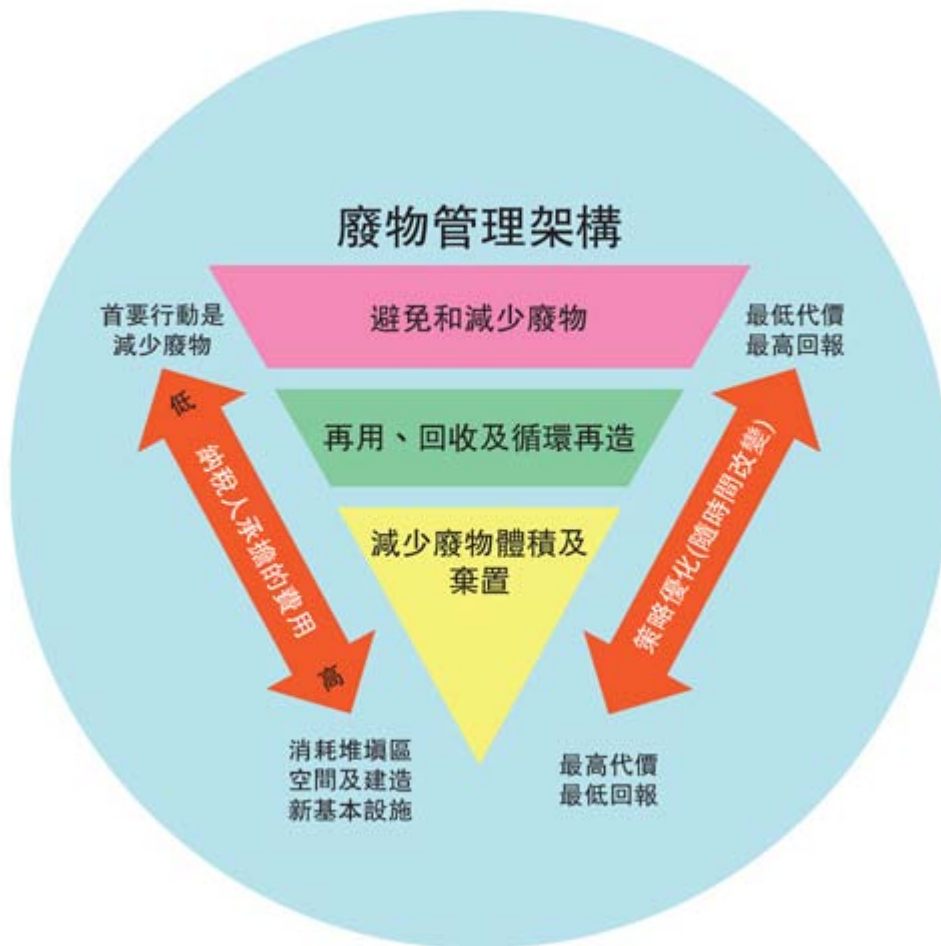 廢物管理架構
避免和減少廢物
首要行動是
減少廢物
最低代價
最高回報
再用、回收及循環再造
低
納稅人承擔的費用
高
策略優化(隨時間改變)
減少廢物體積及
棄置
消耗堆塡區
空間及建造
新基本設施
最高代價
最低回報